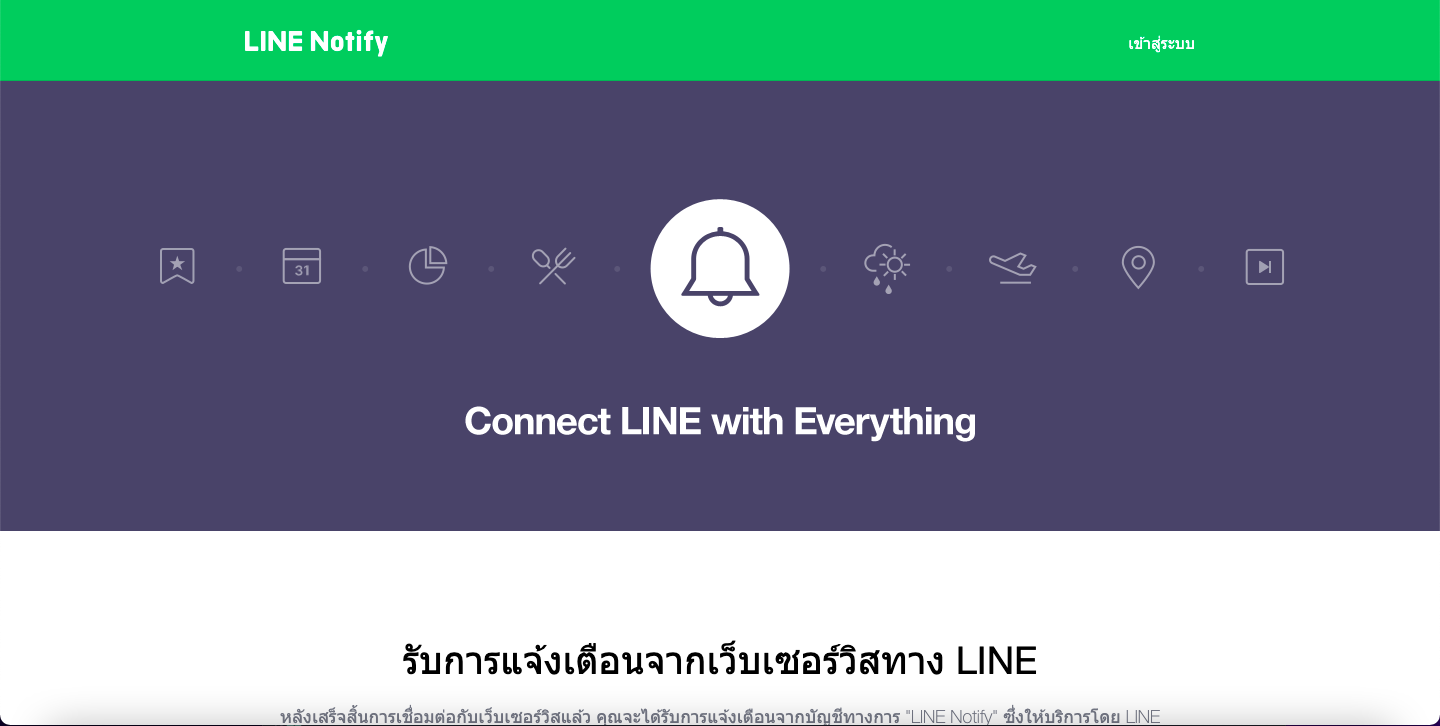 LINE Notify
เข้าสู่ระบบ
31
Connect LINE with Everything
รับการแจ้งเตือนจากเว็บเซอร์วิสทาง LINE
หลังเสร็จสิ้นการเชื่อมต่อกับเว็บเซอร์วิสแล้ว คุณจะได้รับการแจ้งเตือนจากบัญชีทางการ "LINE Notify" ซึ่งให้บริการโดย LINE